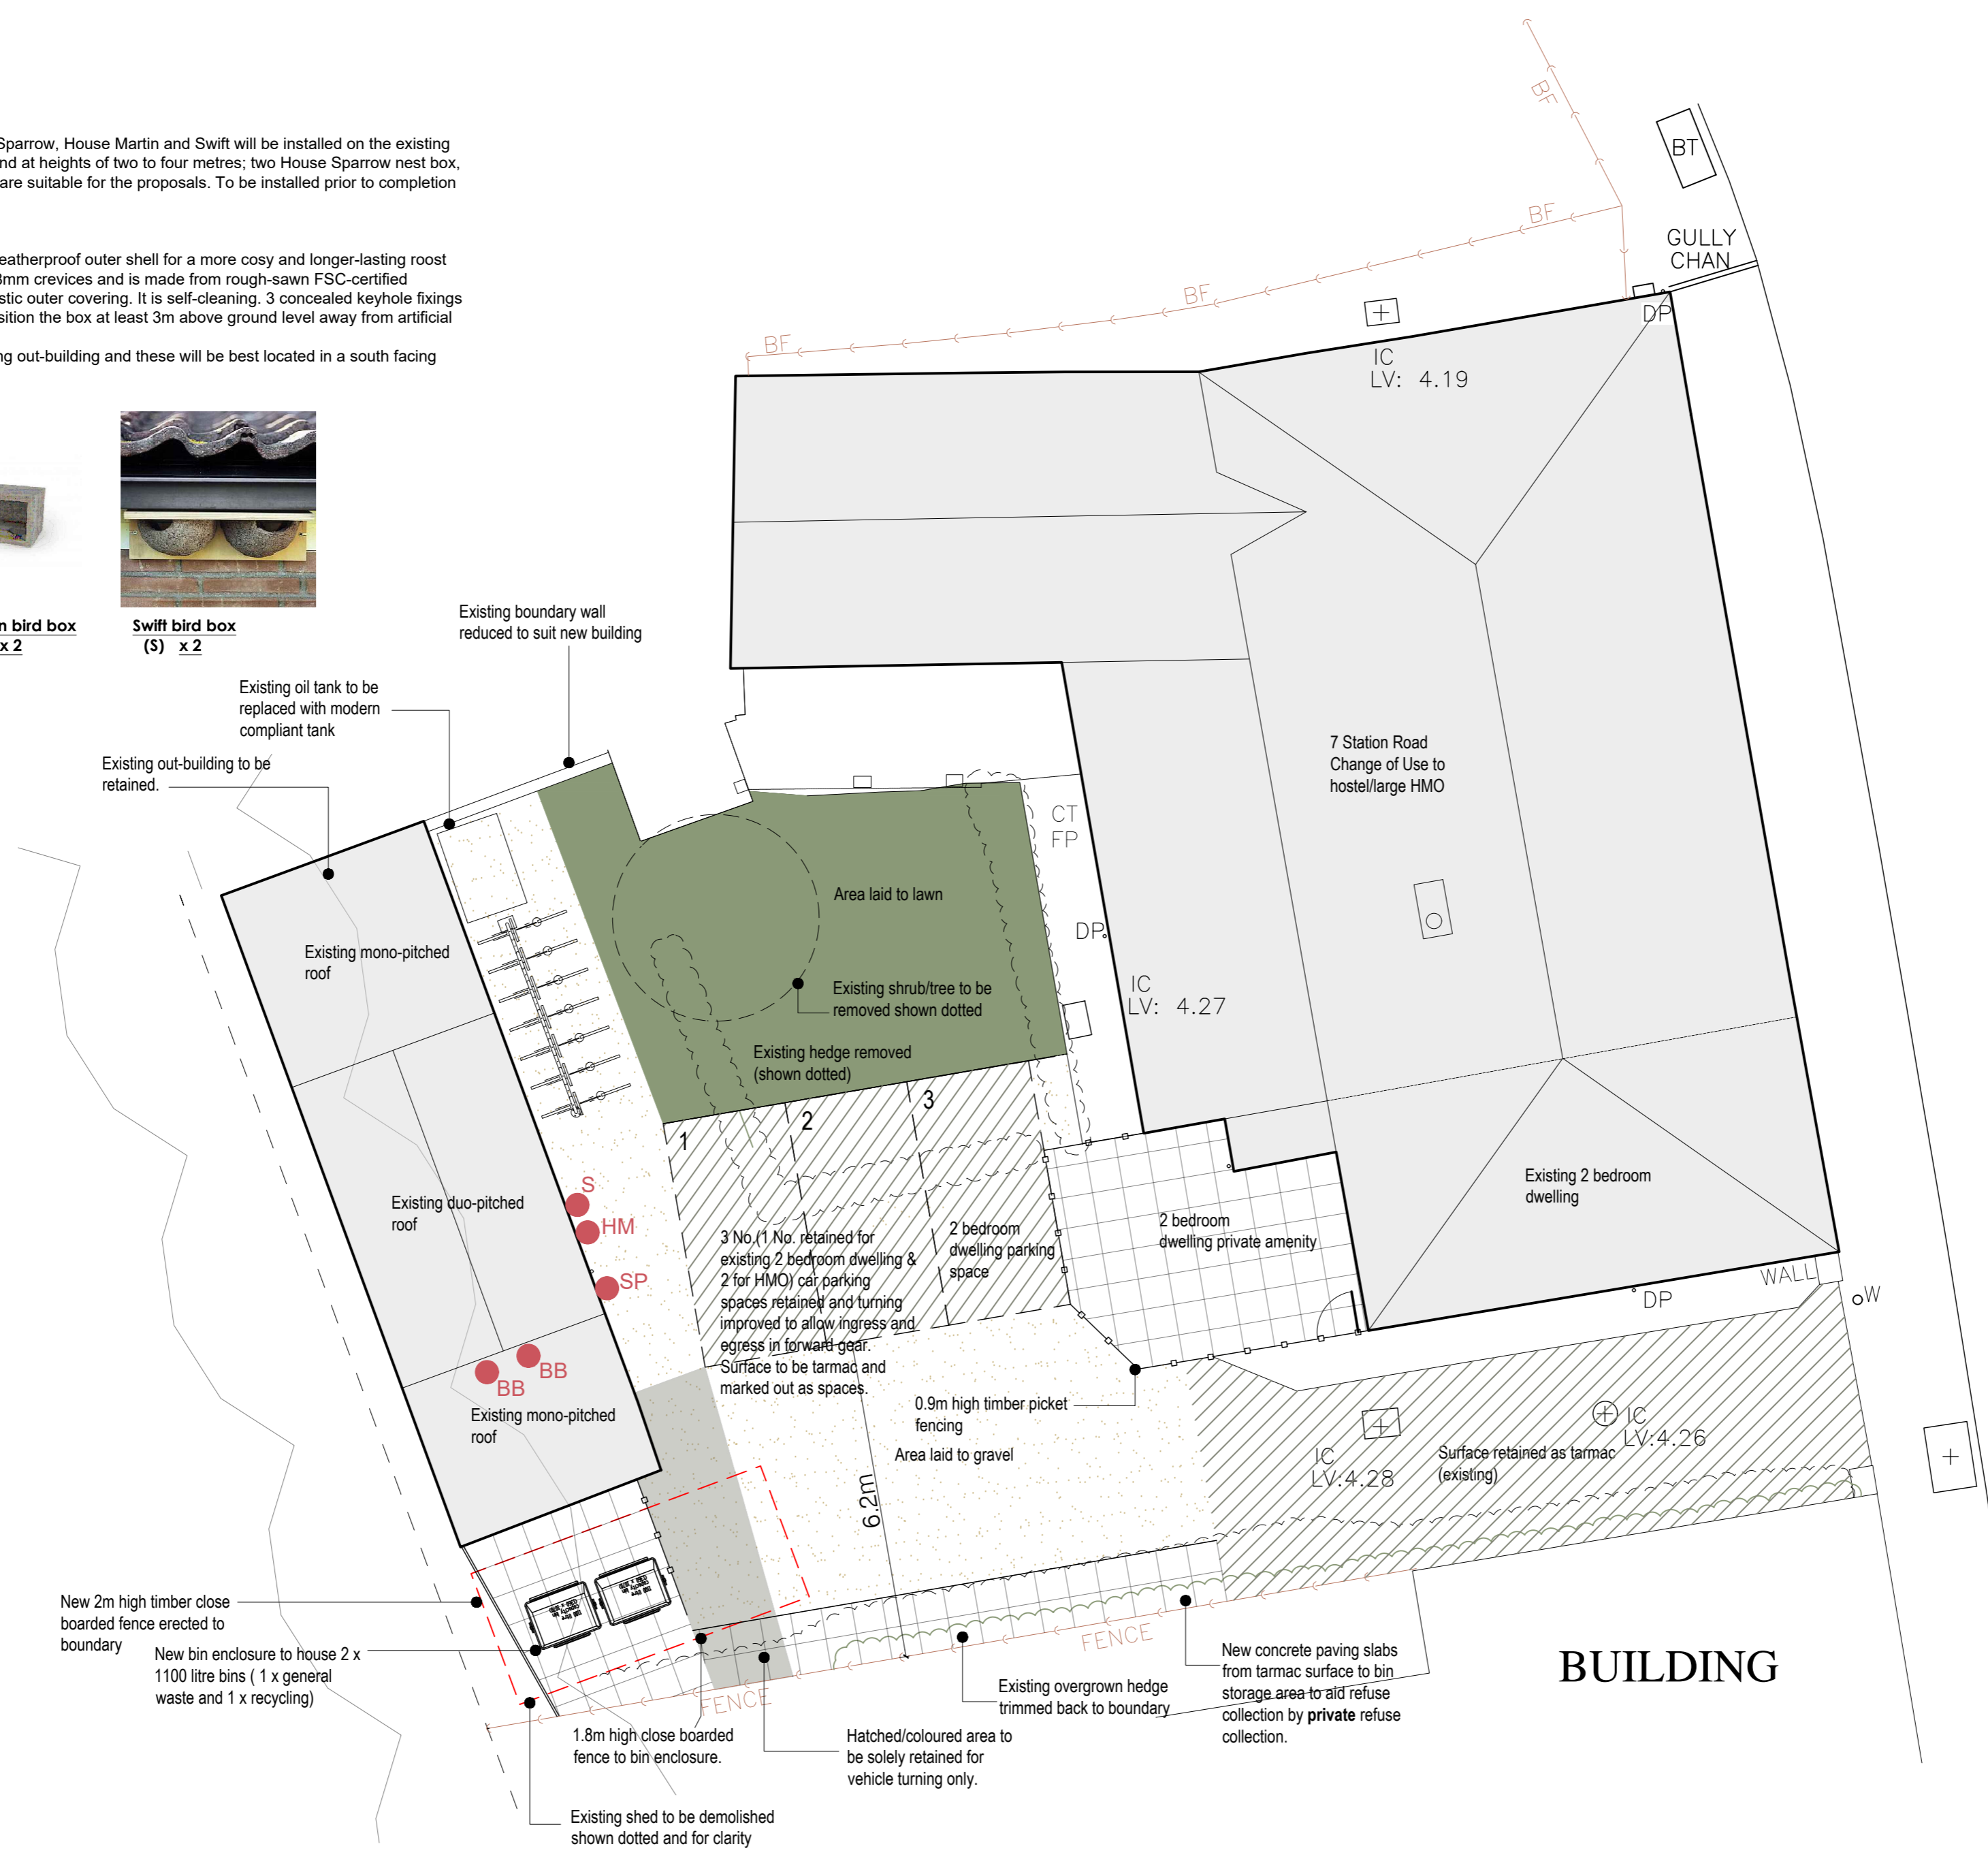 Sparrow, House Martin and Swift will be installed on the existing
nd at heights of two to four metres; two House Sparrow nest box,
are suitable for the proposals. To be installed prior to completion
eatherproof outer shell for a more cosy and longer-lasting roost
8mm crevices and is made from rough-sawn FSC-certified
stic outer covering. It is self-cleaning. 3 concealed keyhole fixings
sition the box at least 3m above ground level away from artificial
ng out-building and these will be best located in a south facing
n bird box
x 2
Swift bird box
(S) x 2
Existing boundary wall
reduced to suit new building
Existing oil tank to be
replaced with modern
compliant tank
Existing out-building to be
retained.
BF
BF
BF
BF
BT
GULLY
CHAN
DP
IC
LV: 4.19
7 Station Road
Change of Use to
hostel/large HMO
CT
FP
DP
IC
LV: 4.27
Area laid to lawn
Existing shrub/tree to be
removed shown dotted
Existing hedge removed
(shown dotted)
Existing mono-pitched
roof
Existing duo-pitched
roof
Existing mono-pitched
roof
S
HM
SP
BB
BB
1
2
3
3 No.(1 No. retained for
existing 2 bedroom dwelling &
2 for HMO) car parking
spaces retained and turning
improved to allow ingress and
egress in forward gear.
Surface to be tarmac and
marked out as spaces.
2 bedroom
dwelling parking
space
2 bedroom
dwelling private amenity
Existing 2 bedroom
dwelling
WALL
DP
W
0.9m high timber picket
fencing
Area laid to gravel
6.2m
IC
LV:4.28
IC
LV:4.26
Surface retained as tarmac
(existing)
New 2m high timber close
boarded fence erected to
boundary
New bin enclosure to house 2 x
1100 litre bins ( 1 x general
waste and 1 x recycling)
FENCE
FENCE
1.8m high close boarded
fence to bin enclosure.
Existing shed to be demolished
shown dotted and for clarity
Hatched/coloured area to
be solely retained for
vehicle turning only.
Existing overgrown hedge
trimmed back to boundary
New concrete paving slabs
from tarmac surface to bin
storage area to aid refuse
collection by private refuse
collection.
BUILDING